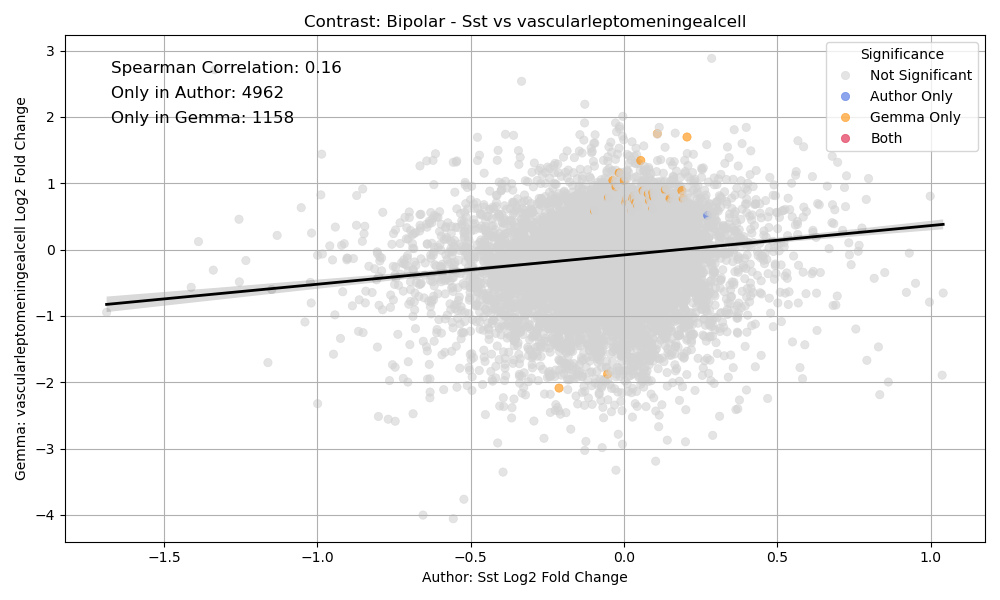 Contrast: Bipolar - Sst vs vascularleptomeningealcell
Spearman Correlation: 0.16
Only in Author: 4962
Only in Gemma: 1158
Significance
Not Significant
Author Only
Gemma Only
Both
Gemma: vascularleptomeningealcell Log2 Fold Change
3
2
1
0
−1
−2
−3
−4
−1.5
−1.0
−0.5
0.0
0.5
1.0
Author: Sst Log2 Fold Change